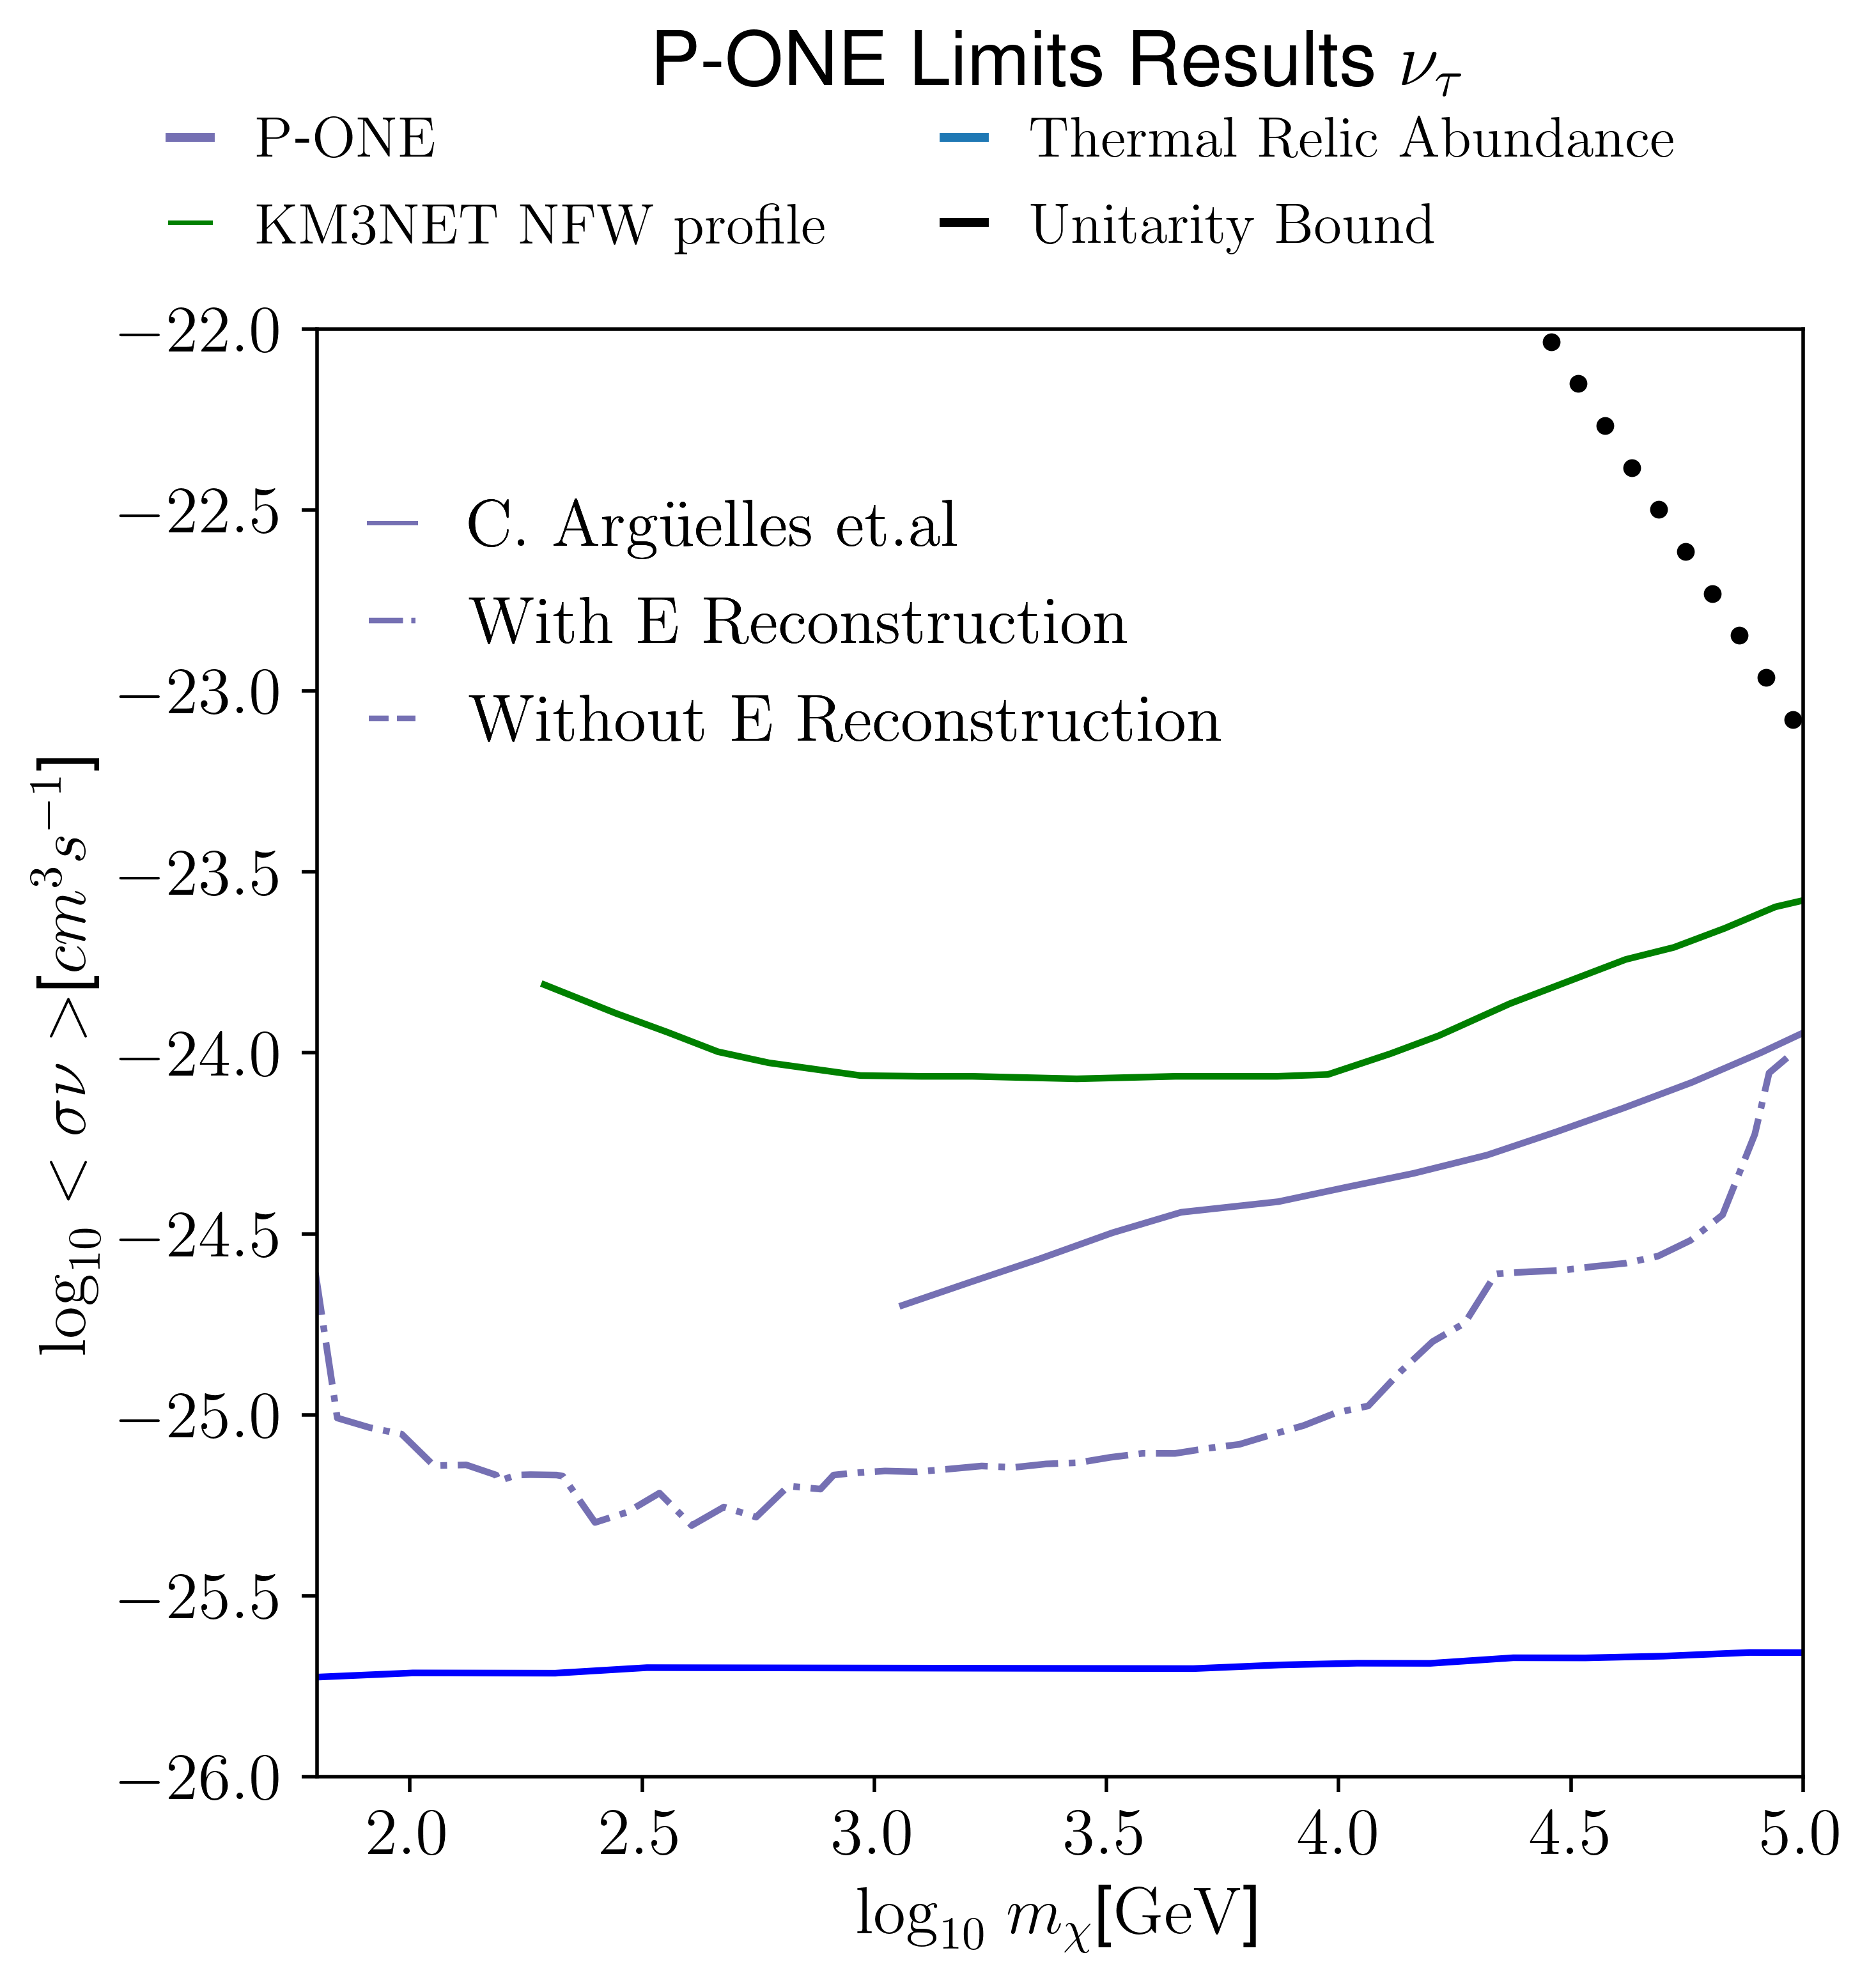 P-ONE Limits Results ν_τ
P-ONE
Thermal Relic Abundance
KM3NET NFW profile
Unitarity Bound
−22.0
−22.5
−23.0
−23.5
−24.0
−24.5
−25.0
−25.5
−26.0
log₁₀ < σν >[cm³s⁻¹]
C. Argüelles et.al
With E Reconstruction
Without E Reconstruction
2.0 2.5 3.0 3.5 4.0 4.5 5.0
log₁₀ m_χ[GeV]